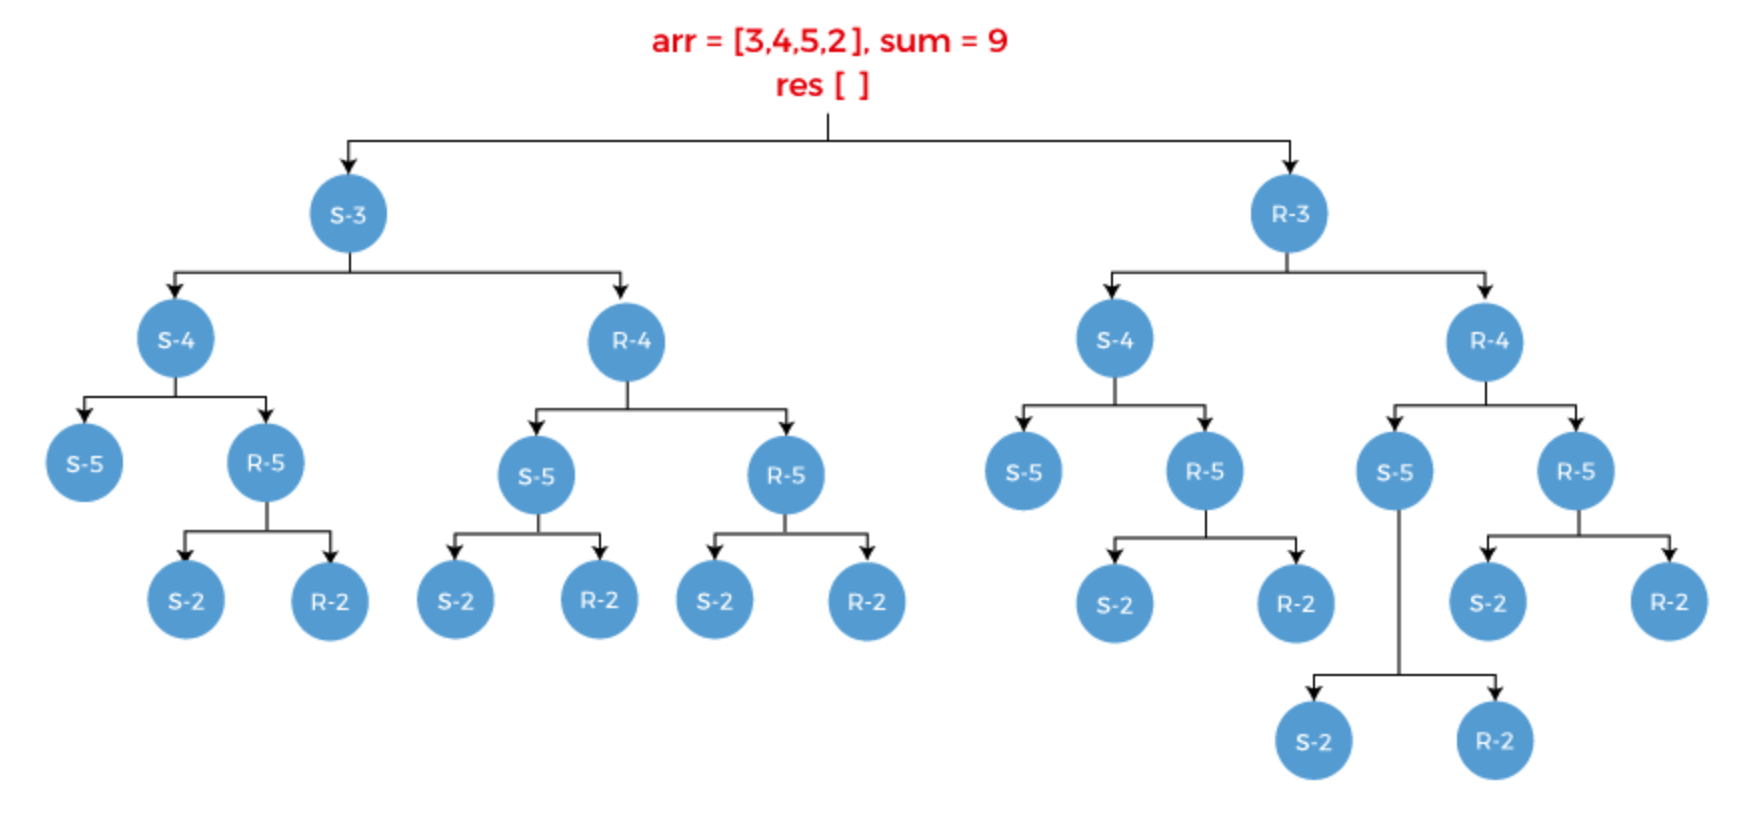 arr = [3,4,5,2], sum = 9
res [ ]
S-3
R-3
S-4
R-4
S-4
R-4
S-5
R-5
S-5
R-5
S-5
R-5
S-5
R-5
S-2
R-2
S-2
R-2
S-2
R-2
S-2
R-2
S-2
R-2
S-2
R-2